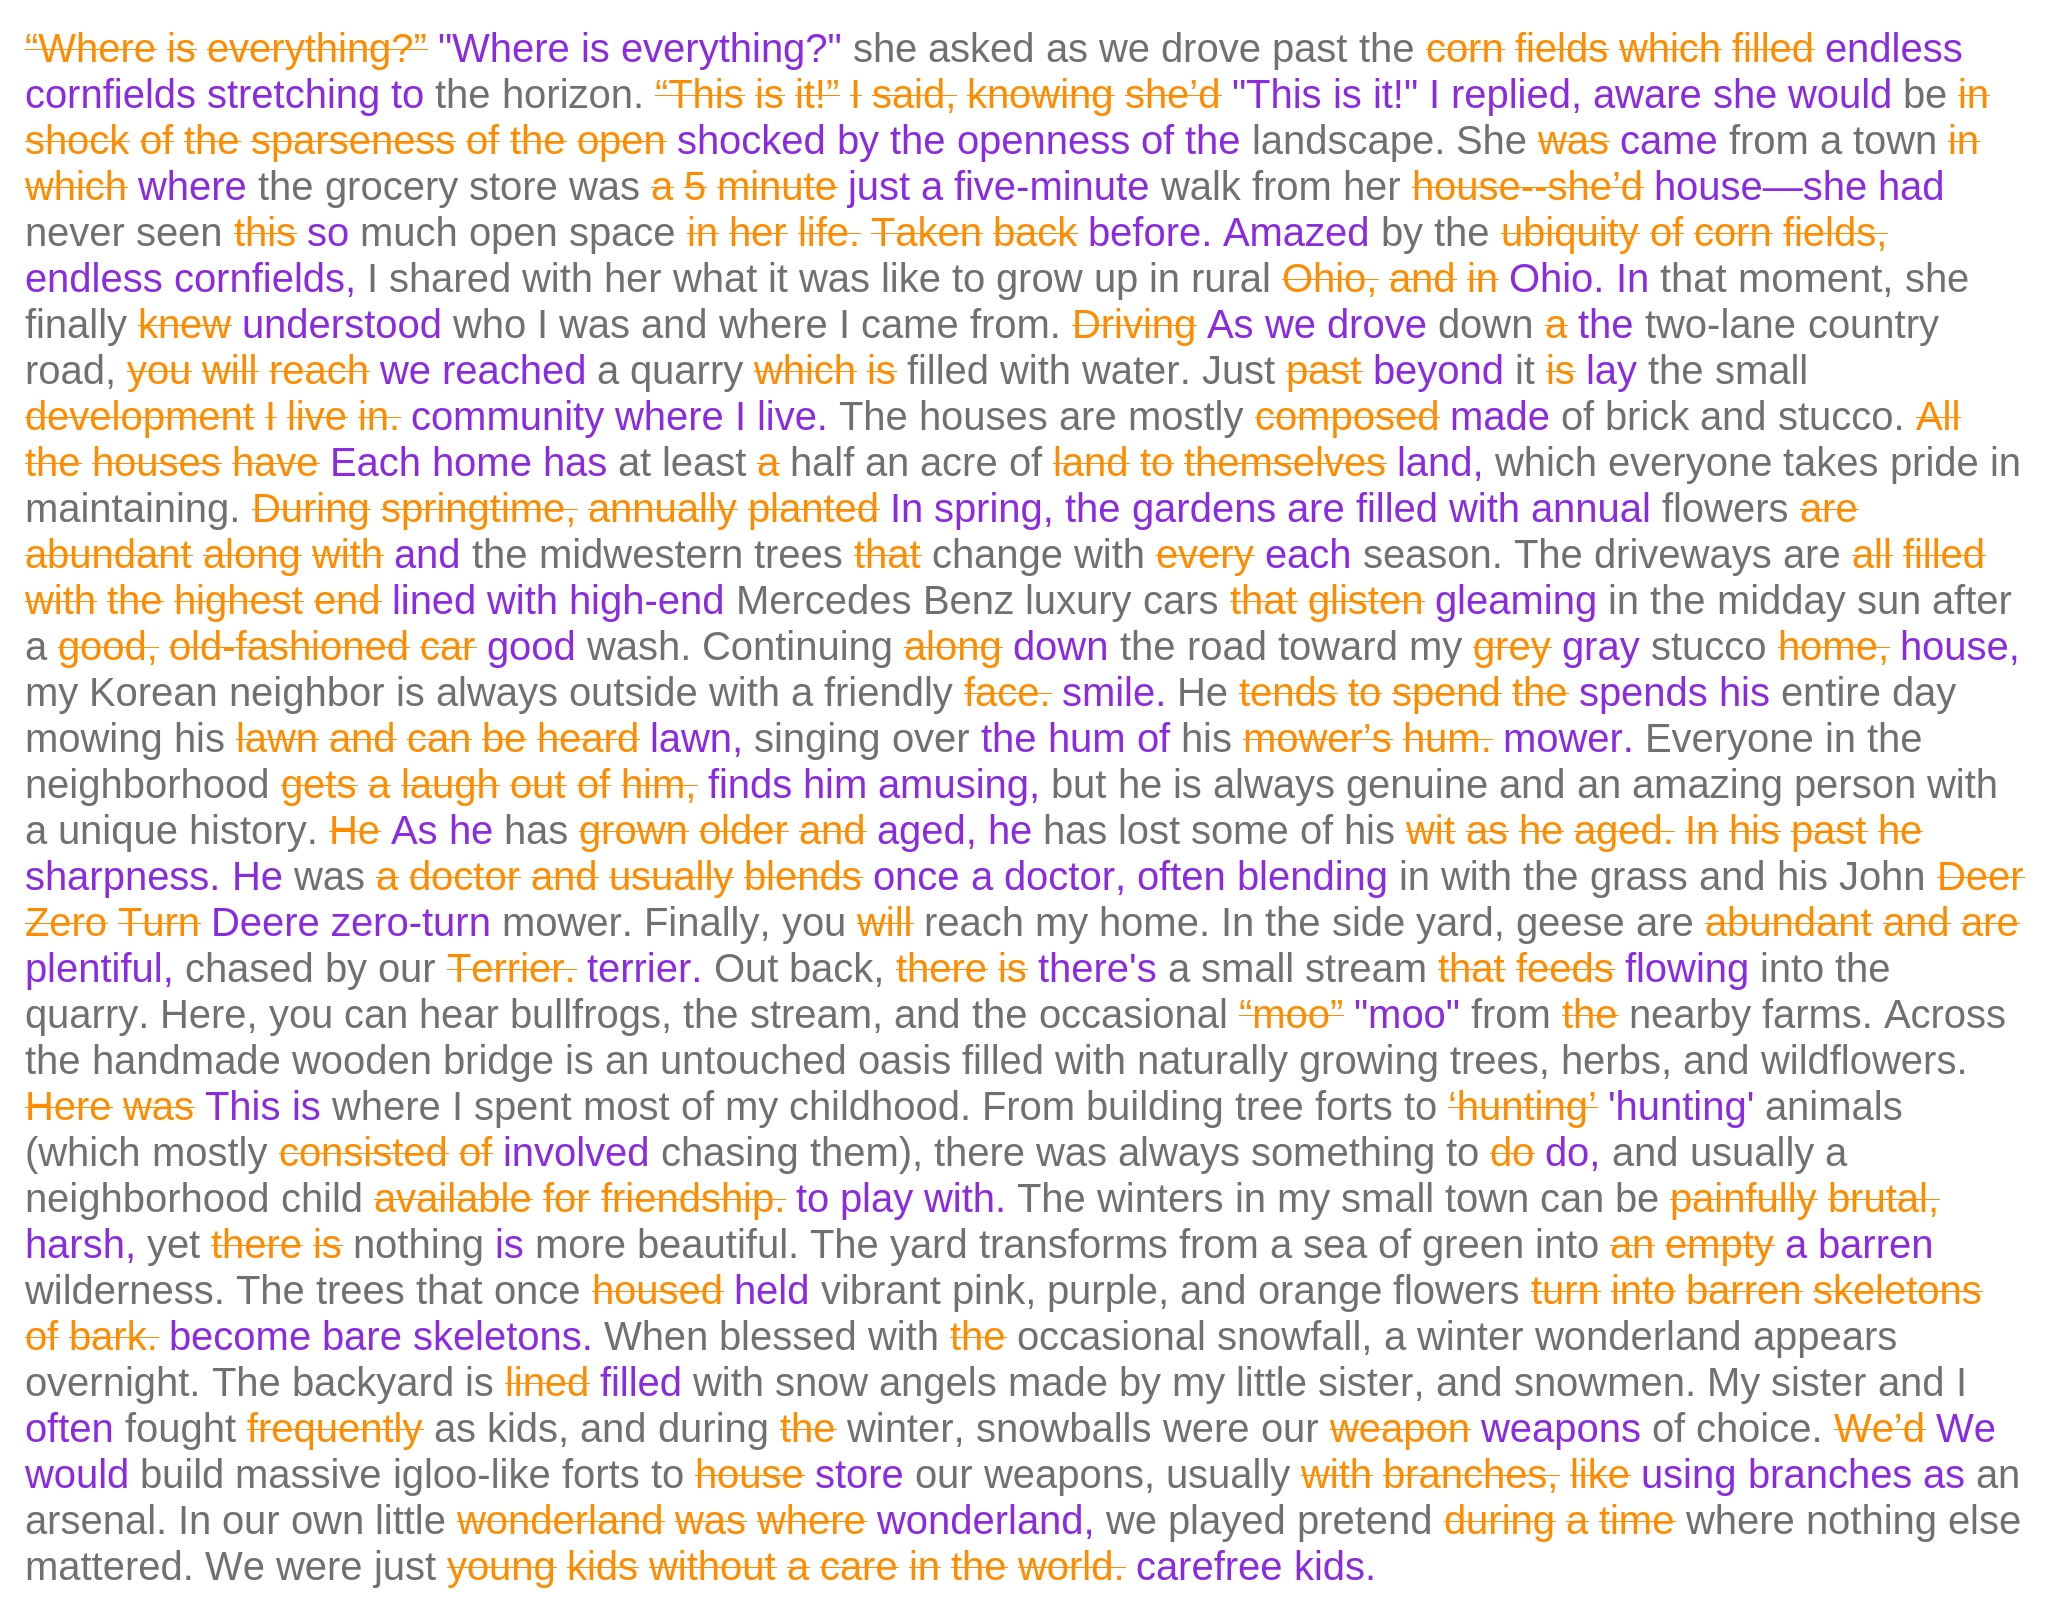 “Where is everything?” "Where is everything?" she asked as we drove past the corn fields which filled endless
cornfields stretching to the horizon. “This is it!” I said, knowing she’d "This is it!" I replied, aware she would be in
shock of the sparseness of the open shocked by the openness of the landscape. She was came from a town in
which where the grocery store was a 5 minute just a five-minute walk from her house--she’d house—she had
never seen this so much open space in her life. Taken back before. Amazed by the ubiquity of corn fields,
endless cornfields, I shared with her what it was like to grow up in rural Ohio, and in Ohio. In that moment, she
finally knew understood who I was and where I came from. Driving As we drove down a the two-lane country
road, you will reach we reached a quarry which is filled with water. Just past beyond it is lay the small
development I live in. community where I live. The houses are mostly composed made of brick and stucco. All
the houses have Each home has at least a half an acre of land to themselves land, which everyone takes pride in
maintaining. During springtime, annually planted In spring, the gardens are filled with annual flowers are
abundant along with and the midwestern trees that change with every each season. The driveways are all filled
with the highest end lined with high-end Mercedes Benz luxury cars that glisten gleaming in the midday sun after
a good, old-fashioned car good wash. Continuing along down the road toward my grey gray stucco home, house,
my Korean neighbor is always outside with a friendly face. smile. He tends to spend the spends his entire day
mowing his lawn and can be heard lawn, singing over the hum of his mower’s hum. mower. Everyone in the
neighborhood gets a laugh out of him, finds him amusing, but he is always genuine and an amazing person with
a unique history. He As he has grown older and aged, he has lost some of his wit as he aged. In his past he
sharpness. He was a doctor and usually blends once a doctor, often blending in with the grass and his John Deer
Zero Turn Deere zero-turn mower. Finally, you will reach my home. In the side yard, geese are abundant and are
plentiful, chased by our Terrier. terrier. Out back, there is there's a small stream that feeds flowing into the
quarry. Here, you can hear bullfrogs, the stream, and the occasional “moo” "moo" from the nearby farms. Across
the handmade wooden bridge is an untouched oasis filled with naturally growing trees, herbs, and wildflowers.
Here was This is where I spent most of my childhood. From building tree forts to ‘hunting’ 'hunting' animals
(which mostly consisted of involved chasing them), there was always something to do do, and usually a
neighborhood child available for friendship. to play with. The winters in my small town can be painfully brutal,
harsh, yet there is nothing is more beautiful. The yard transforms from a sea of green into an empty a barren
wilderness. The trees that once housed held vibrant pink, purple, and orange flowers turn into barren skeletons
of bark. become bare skeletons. When blessed with the occasional snowfall, a winter wonderland appears
overnight. The backyard is lined filled with snow angels made by my little sister, and snowmen. My sister and I
often fought frequently as kids, and during the winter, snowballs were our weapon weapons of choice. We’d We
would build massive igloo-like forts to house store our weapons, usually with branches, like using branches as an
arsenal. In our own little wonderland was where wonderland, we played pretend during a time where nothing else
mattered. We were just young kids without a care in the world. carefree kids.